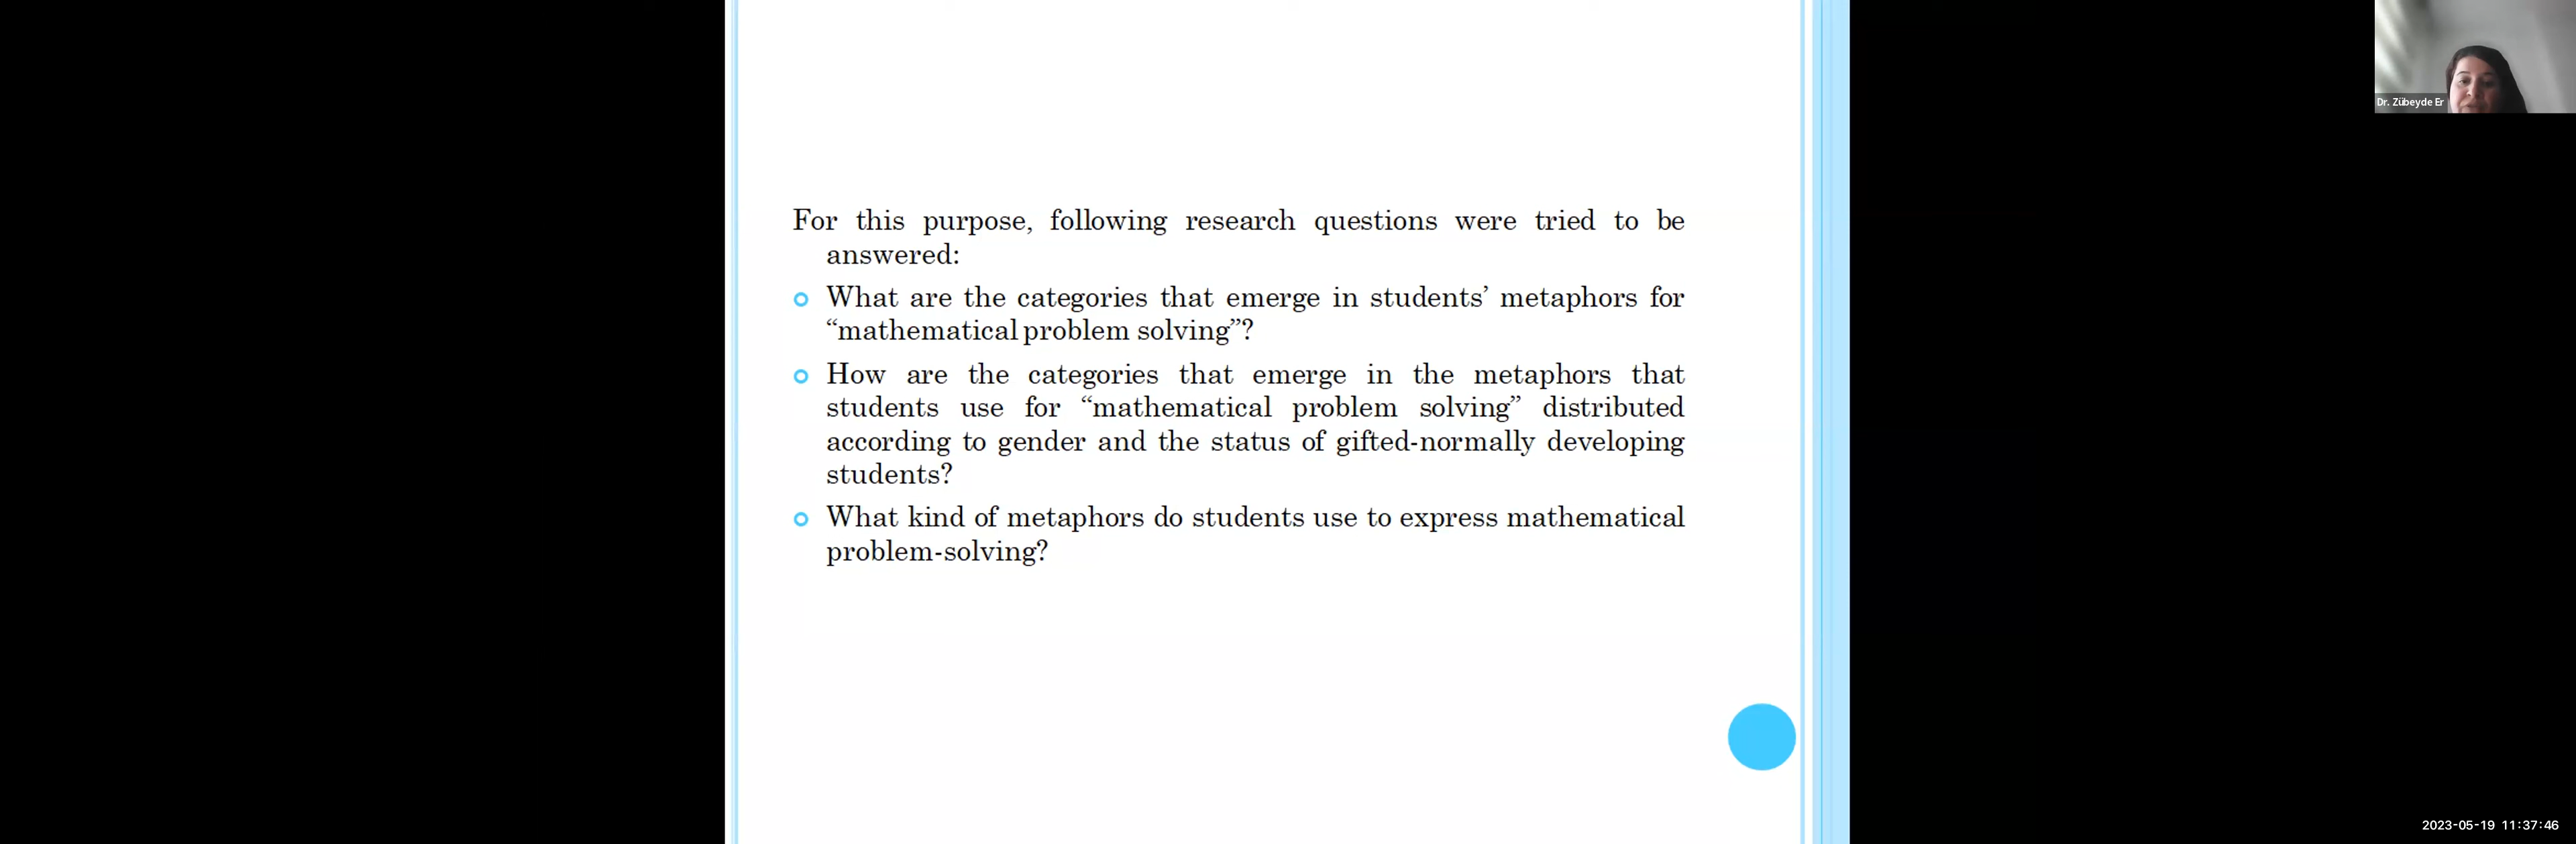 For this purpose, following research questions were tried to be
answered:
What are the categories that emerge in students’ metaphors for
“mathematical problem solving”?
How are the categories that emerge in the metaphors that
students use for “mathematical problem solving” distributed
according to gender and the status of gifted-normally developing
students?
What kind of metaphors do students use to express mathematical
problem-solving?
Dr. Zübeyde Er
2023-05-19 11:37:46